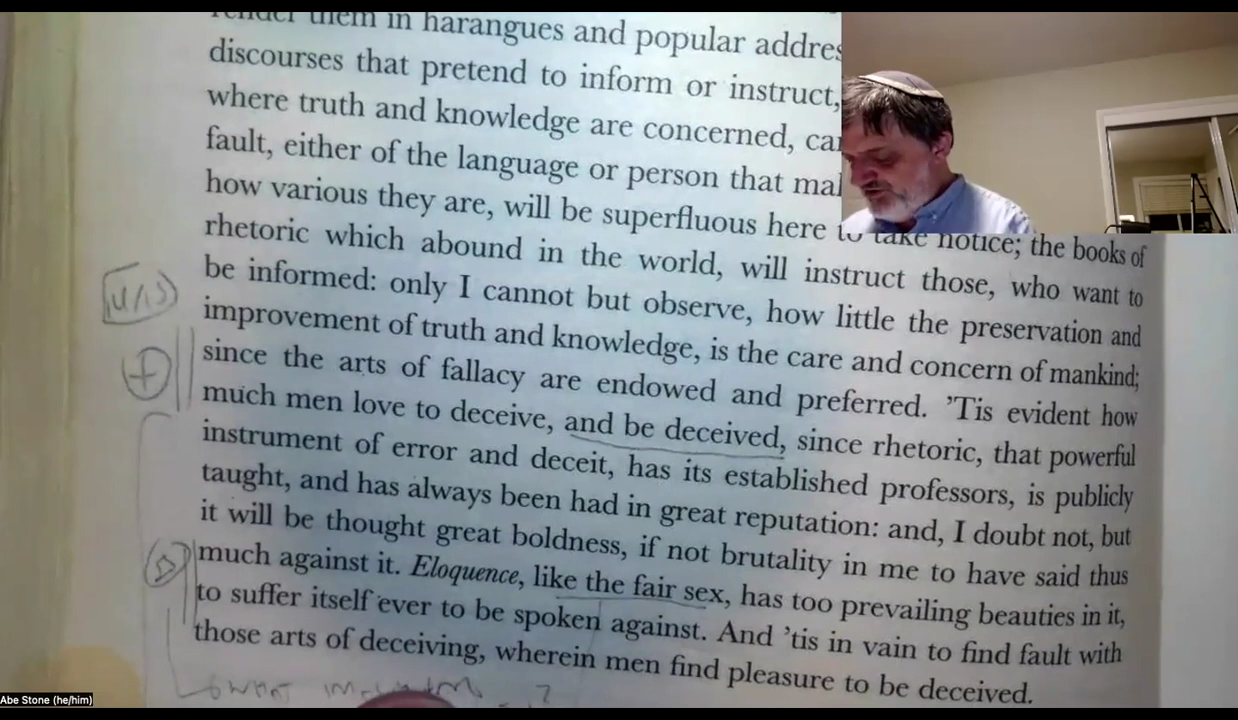 render them in harangues and popular addres
discourses that pretend to inform or instruct,
where truth and knowledge are concerned, ca
fault, either of the language or person that ma
how various they are, will be superfluous here to take notice; the books of
rhetoric which abound in the world, will instruct those, who want to
be informed: only I cannot but observe, how little the preservation and
improvement of truth and knowledge, is the care and concern of mankind;
since the arts of fallacy are endowed and preferred. 'Tis evident how
much men love to deceive, and be deceived, since rhetoric, that powerful
instrument of error and deceit, has its established professors, is publicly
taught, and has always been had in great reputation: and, I doubt not, but
it will be thought great boldness, if not brutality in me to have said thus
much against it. Eloquence, like the fair sex, has too prevailing beauties in it,
to suffer itself ever to be spoken against. And 'tis in vain to find fault with
those arts of deceiving, wherein men find pleasure to be deceived.
Abe Stone (he/him)